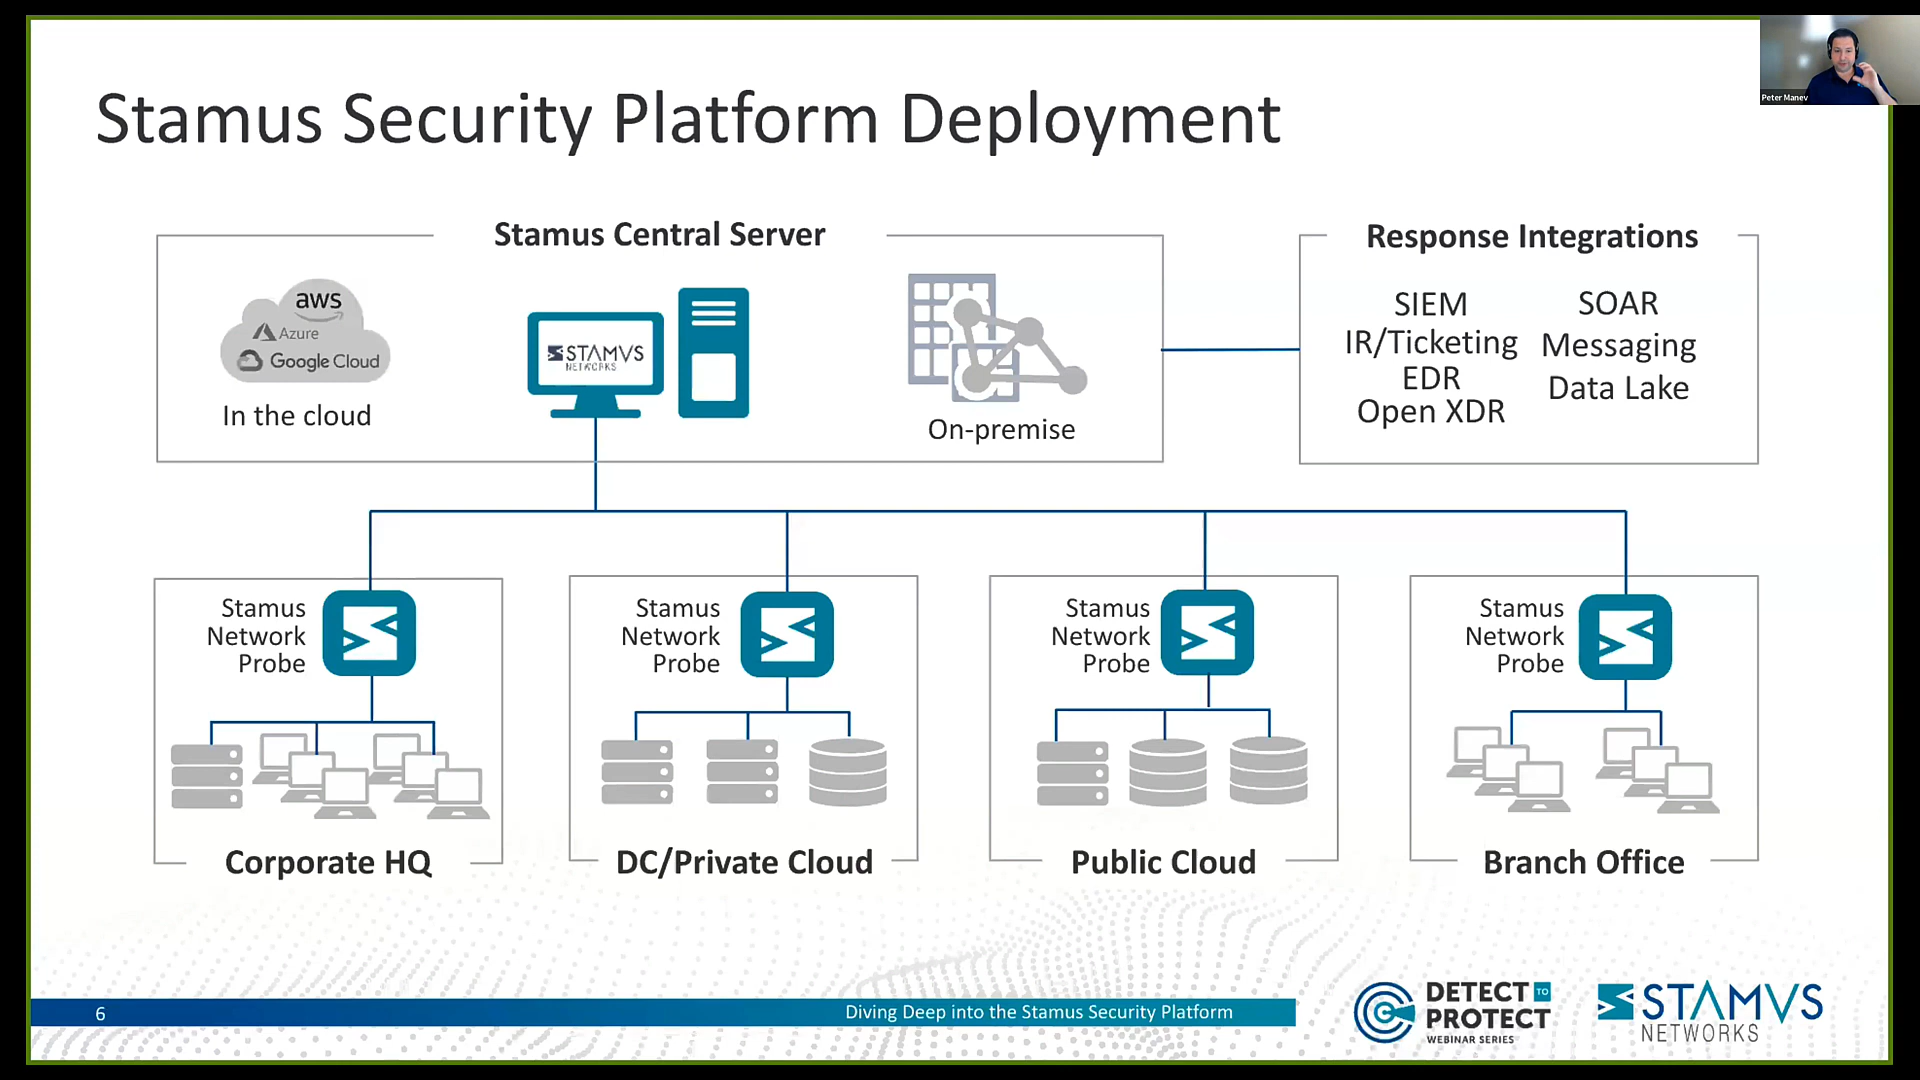 Peter Manev
Stamus Security Platform Deployment
Stamus Central Server
aws
Azure
Google Cloud
In the cloud
STAMVS
NETWORKS
On-premise
Response Integrations
SIEM
IR/Ticketing
EDR
Open XDR
SOAR
Messaging
Data Lake
Stamus
Network
Probe
Corporate HQ
Stamus
Network
Probe
DC/Private Cloud
Stamus
Network
Probe
Public Cloud
Stamus
Network
Probe
Branch Office
6
Diving Deep into the Stamus Security Platform
DETECT TO
PROTECT
WEBINAR SERIES
STAMVS
NETWORKS